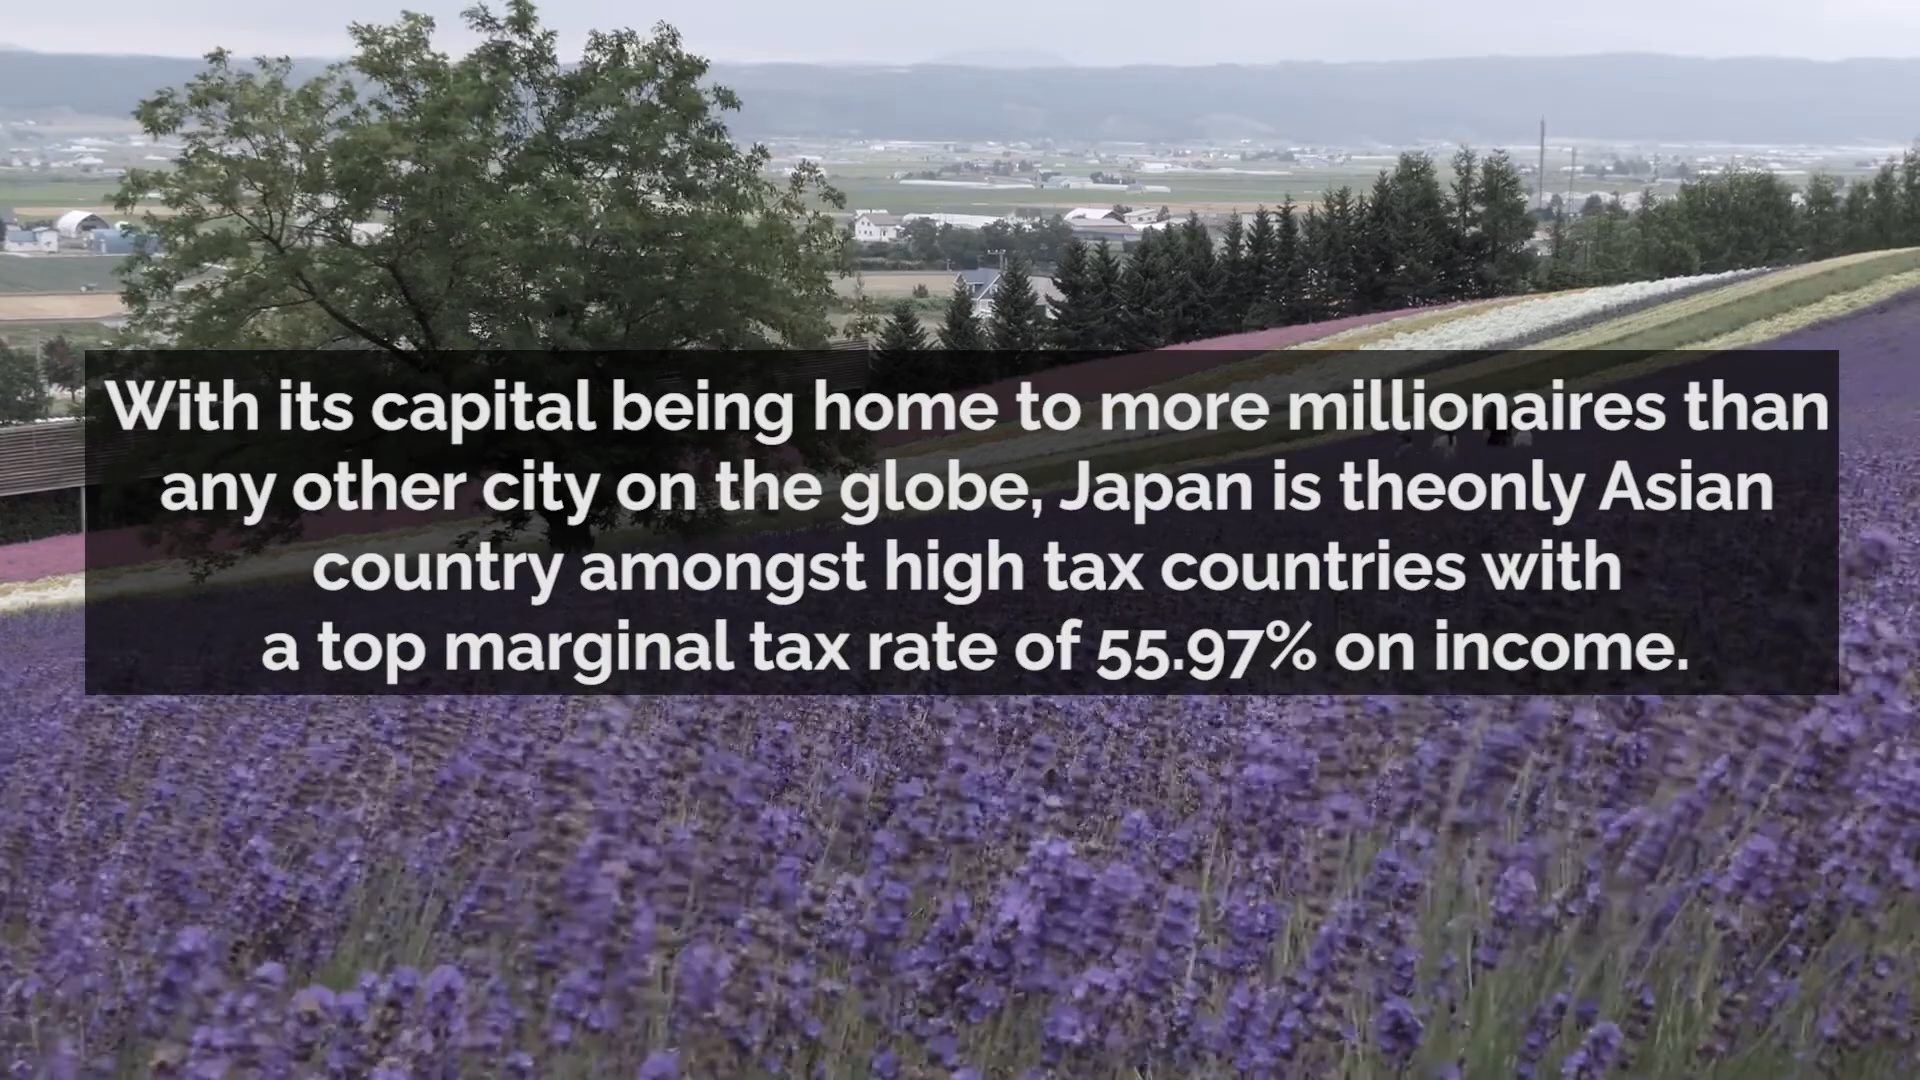 With its capital being home to more millionaires than
any other city on the globe, Japan is theonly Asian
country amongst high tax countries with
a top marginal tax rate of 55.97% on income.